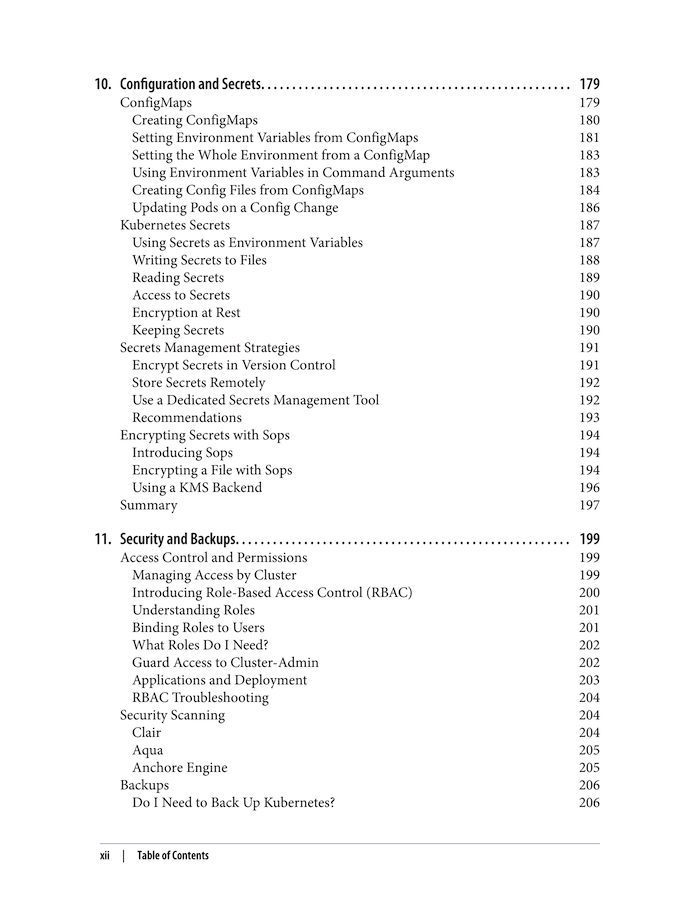 10. Configuration and Secrets. . . . . . . . . . . . . . . . . . . . . . . . . . . . . . . . . . . . . . . . . . . . . . . . . . 179
ConfigMaps 179
Creating ConfigMaps 180
Setting Environment Variables from ConfigMaps 181
Setting the Whole Environment from a ConfigMap 183
Using Environment Variables in Command Arguments 183
Creating Config Files from ConfigMaps 184
Updating Pods on a Config Change 186
Kubernetes Secrets 187
Using Secrets as Environment Variables 187
Writing Secrets to Files 188
Reading Secrets 189
Access to Secrets 190
Encryption at Rest 190
Keeping Secrets 190
Secrets Management Strategies 191
Encrypt Secrets in Version Control 191
Store Secrets Remotely 192
Use a Dedicated Secrets Management Tool 192
Recommendations 193
Encrypting Secrets with Sops 194
Introducing Sops 194
Encrypting a File with Sops 194
Using a KMS Backend 196
Summary 197
11. Security and Backups. . . . . . . . . . . . . . . . . . . . . . . . . . . . . . . . . . . . . . . . . . . . . . . . . . . . . . 199
Access Control and Permissions 199
Managing Access by Cluster 199
Introducing Role-Based Access Control (RBAC) 200
Understanding Roles 201
Binding Roles to Users 201
What Roles Do I Need? 202
Guard Access to Cluster-Admin 202
Applications and Deployment 203
RBAC Troubleshooting 204
Security Scanning 204
Clair 204
Aqua 205
Anchore Engine 205
Backups 206
Do I Need to Back Up Kubernetes? 206
xii | Table of Contents